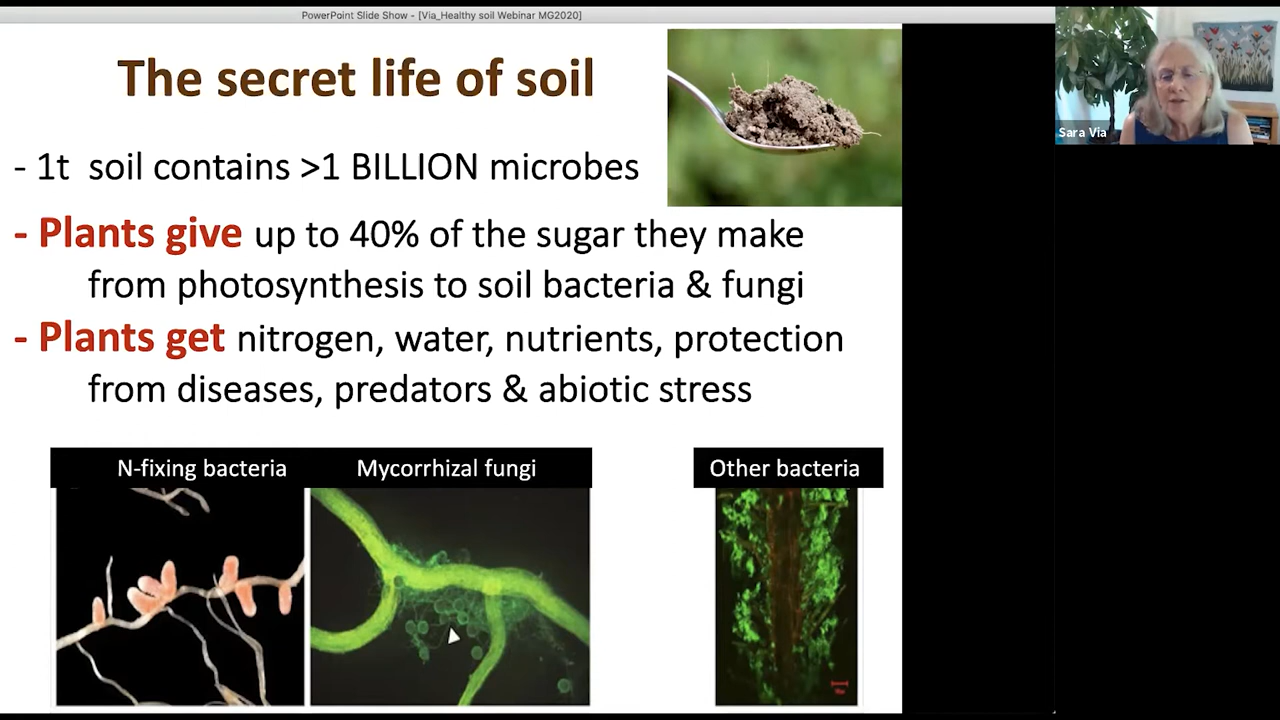 PowerPoint Slide Show - [Via_Healthy soil Webinar MG2020]
The secret life of soil
- 1t soil contains >1 BILLION microbes
- Plants give up to 40% of the sugar they make
from photosynthesis to soil bacteria & fungi
- Plants get nitrogen, water, nutrients, protection
from diseases, predators & abiotic stress
N-fixing bacteria
Mycorrhizal fungi
Other bacteria
Sara Via